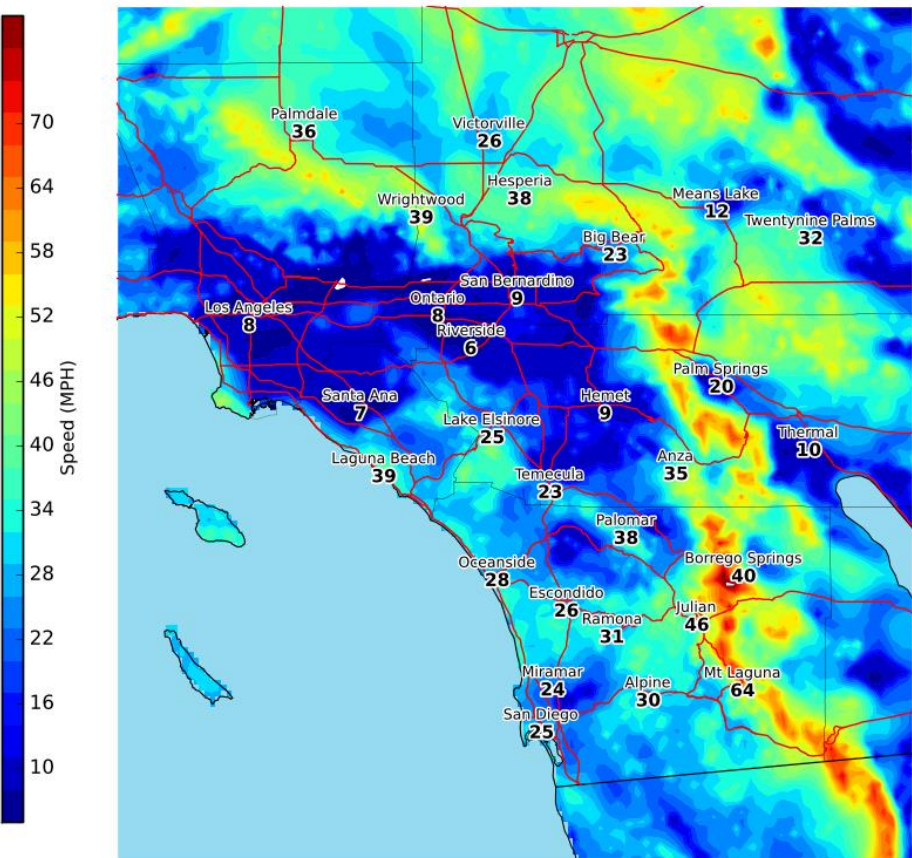 70
64
58
52
46
40
34
28
22
16
10
Speed (MPH)
Palmdale
36
Victorville
26
Hesperia
38
Wrightwood
39
Means Lake
12
Twentynine Palms
32
Big Bear
23
San Bernardino
9
Ontario
8
Los Angeles
8
Riverside
6
Palm Springs
20
Santa Ana
7
Hemet
9
Lake Elsinore
25
Thermal
10
Laguna Beach
39
Anza
35
Temecula
23
Palomar
38
Borrego Springs
40
Oceanside
28
Escondido
26
Julian
46
Ramona
31
Miramar
24
Alpine
30
Mt Laguna
64
San Diego
25